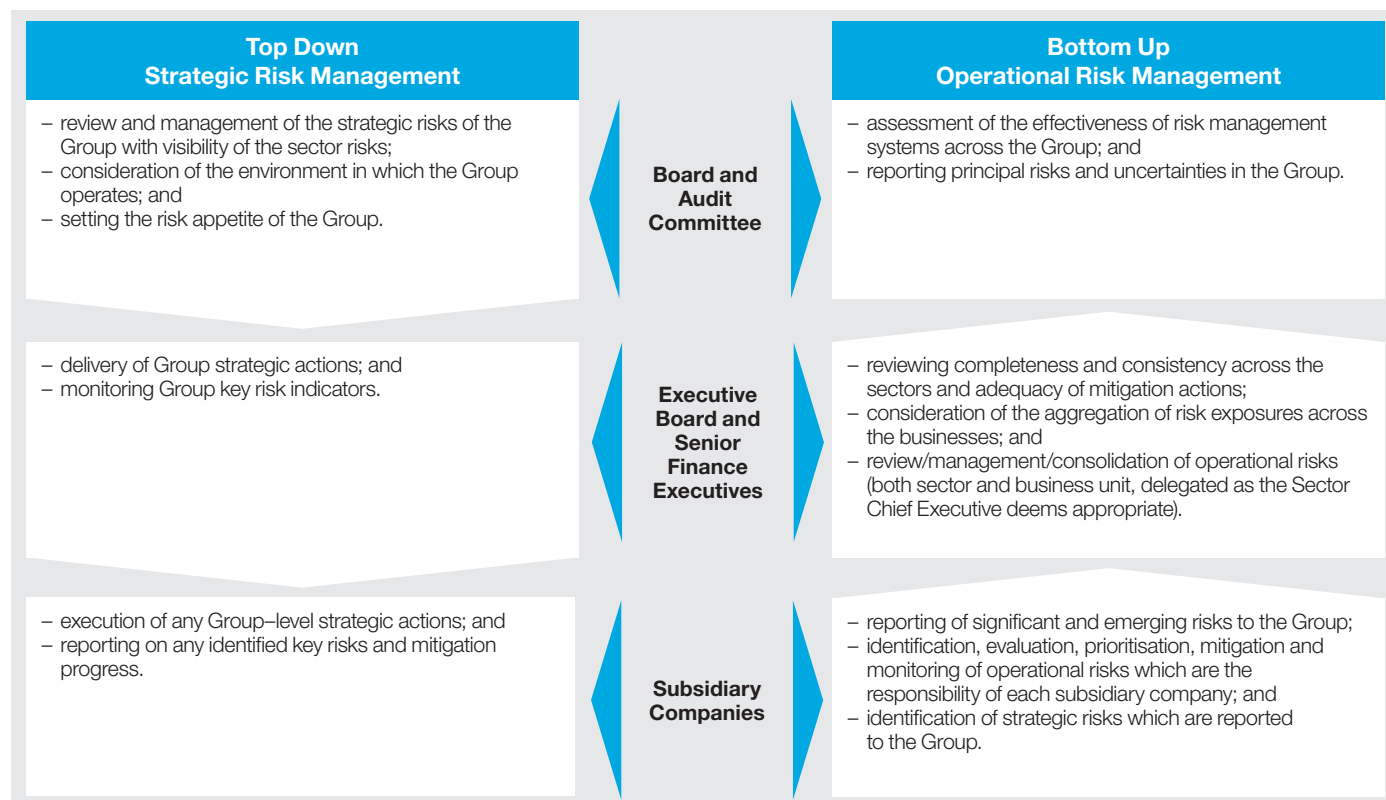 Top Down
Strategic Risk Management
Bottom Up
Operational Risk Management
– review and management of the strategic risks of the
Group with visibility of the sector risks;
– consideration of the environment in which the Group
operates; and
– setting the risk appetite of the Group.
Board and
Audit
Committee
– assessment of the effectiveness of risk management
systems across the Group; and
– reporting principal risks and uncertainties in the Group.
– delivery of Group strategic actions; and
– monitoring Group key risk indicators.
Executive
Board and
Senior
Finance
Executives
– reviewing completeness and consistency across the
sectors and adequacy of mitigation actions;
– consideration of the aggregation of risk exposures across
the businesses; and
– review/management/consolidation of operational risks
(both sector and business unit, delegated as the Sector
Chief Executive deems appropriate).
– execution of any Group–level strategic actions; and
– reporting on any identified key risks and mitigation
progress.
Subsidiary
Companies
– reporting of significant and emerging risks to the Group;
– identification, evaluation, prioritisation, mitigation and
monitoring of operational risks which are the
responsibility of each subsidiary company; and
– identification of strategic risks which are reported
to the Group.